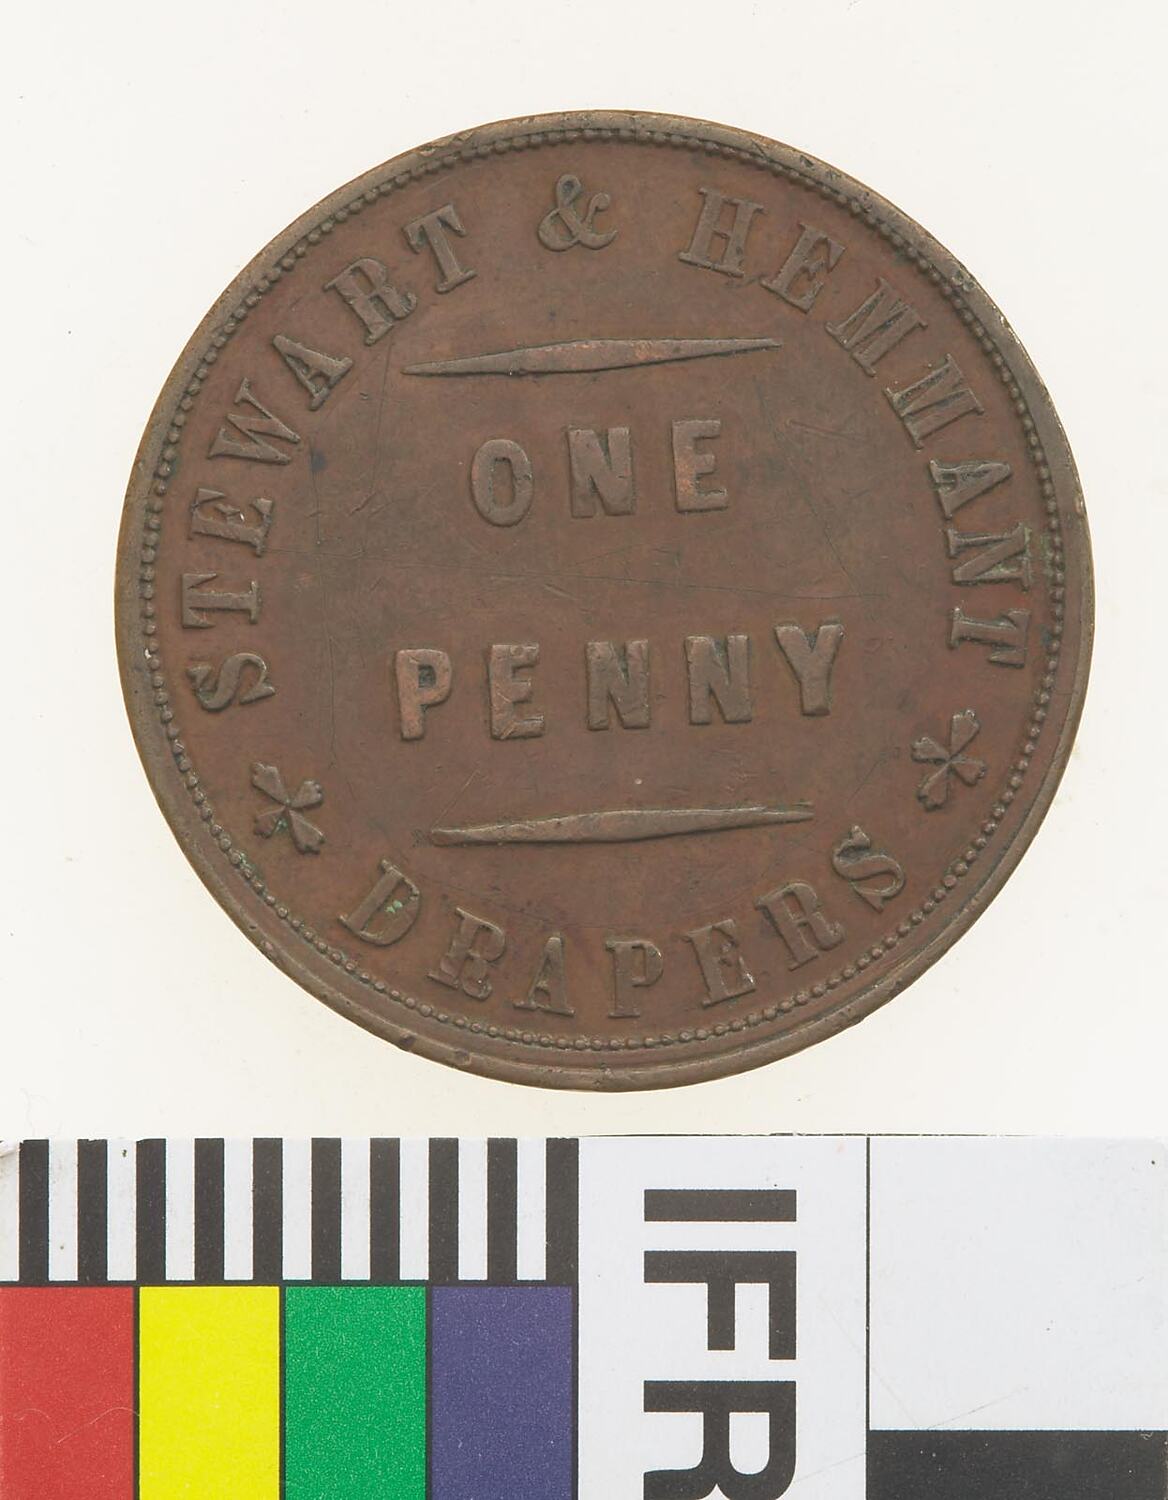 STEWART & HEMMANT
ONE
PENNY
DRAPERS
IFR